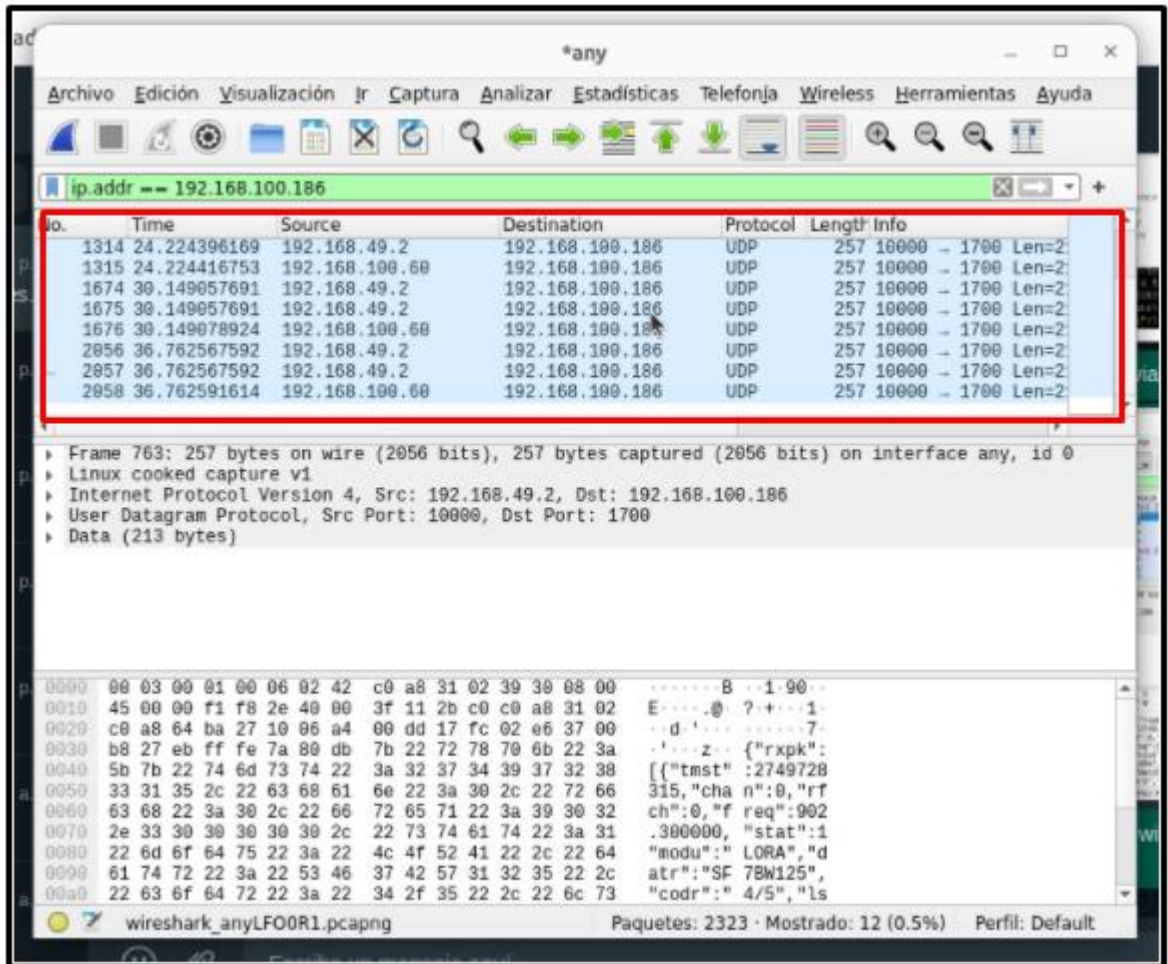 *any
Archivo Edición Visualización Ir Captura Analizar Estadísticas Telefonía Wireless Herramientas Ayuda
ip.addr == 192.168.100.186
No. Time Source Destination Protocol Length Info
1314 24.224396169 192.168.49.2 192.168.100.186 UDP 257 10000 → 1700 Len=2
1315 24.224416753 192.168.100.60 192.168.100.186 UDP 257 10000 → 1700 Len=2
1674 30.149057691 192.168.49.2 192.168.100.186 UDP 257 10000 → 1700 Len=2
1675 30.149057691 192.168.49.2 192.168.100.186 UDP 257 10000 → 1700 Len=2
1676 30.149078924 192.168.100.60 192.168.100.186 UDP 257 10000 → 1700 Len=2
2056 36.762567592 192.168.49.2 192.168.100.186 UDP 257 10000 → 1700 Len=2
2057 36.762567592 192.168.49.2 192.168.100.186 UDP 257 10000 → 1700 Len=2
2058 36.762591614 192.168.100.60 192.168.100.186 UDP 257 10000 → 1700 Len=2
Frame 763: 257 bytes on wire (2056 bits), 257 bytes captured (2056 bits) on interface any, id 0
Linux cooked capture v1
Internet Protocol Version 4, Src: 192.168.49.2, Dst: 192.168.100.186
User Datagram Protocol, Src Port: 10000, Dst Port: 1700
Data (213 bytes)
0000 00 03 00 01 00 06 02 42 c0 a8 31 02 39 30 08 00 ·······B ··1·90··
0010 45 00 00 f1 f8 2e 40 00 3f 11 2b c0 c0 a8 31 02 E····.@· ?·+···1·
0020 c0 a8 64 ba 27 10 06 a4 00 dd 17 fc 02 e6 37 00 ··d·'··· ······7·
0030 b8 27 eb ff fe 7a 80 db 7b 22 72 78 70 6b 22 3a ·'···z·· {"rxpk":
0040 5b 7b 22 74 6d 73 74 22 3a 32 37 34 39 37 32 38 [{"tmst" :2749728
0050 33 31 35 2c 22 63 68 61 6e 22 3a 30 2c 22 72 66 315,"cha n":0,"rf
0060 63 68 22 3a 30 2c 22 66 72 65 71 22 3a 39 30 32 ch":0,"f req":902
0070 2e 33 30 30 30 30 30 2c 22 73 74 61 74 22 3a 31 .300000, "stat":1
0080 22 6d 6f 64 75 22 3a 22 4c 4f 52 41 22 2c 22 64 "modu":" LORA","d
0090 61 74 72 22 3a 22 53 46 37 42 57 31 32 35 22 2c atr":"SF 7BW125",
00a0 22 63 6f 64 72 22 3a 22 34 2f 35 22 2c 22 6c 73 "codr":" 4/5","ls
wireshark_anyLFO0R1.pcapng Paquetes: 2323 · Mostrado: 12 (0.5%) Perfil: Default